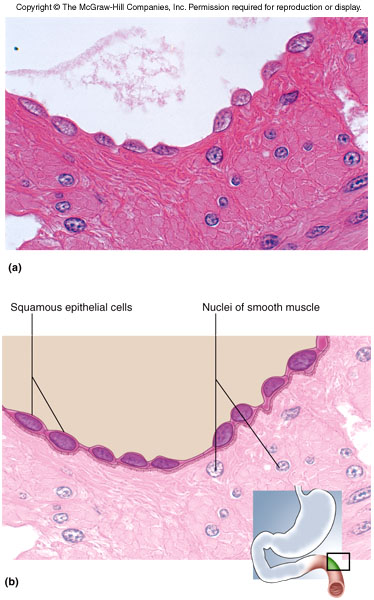 Copyright © The McGraw-Hill Companies, Inc. Permission required for reproduction or display.
(a)
Squamous epithelial cells
Nuclei of smooth muscle
(b)